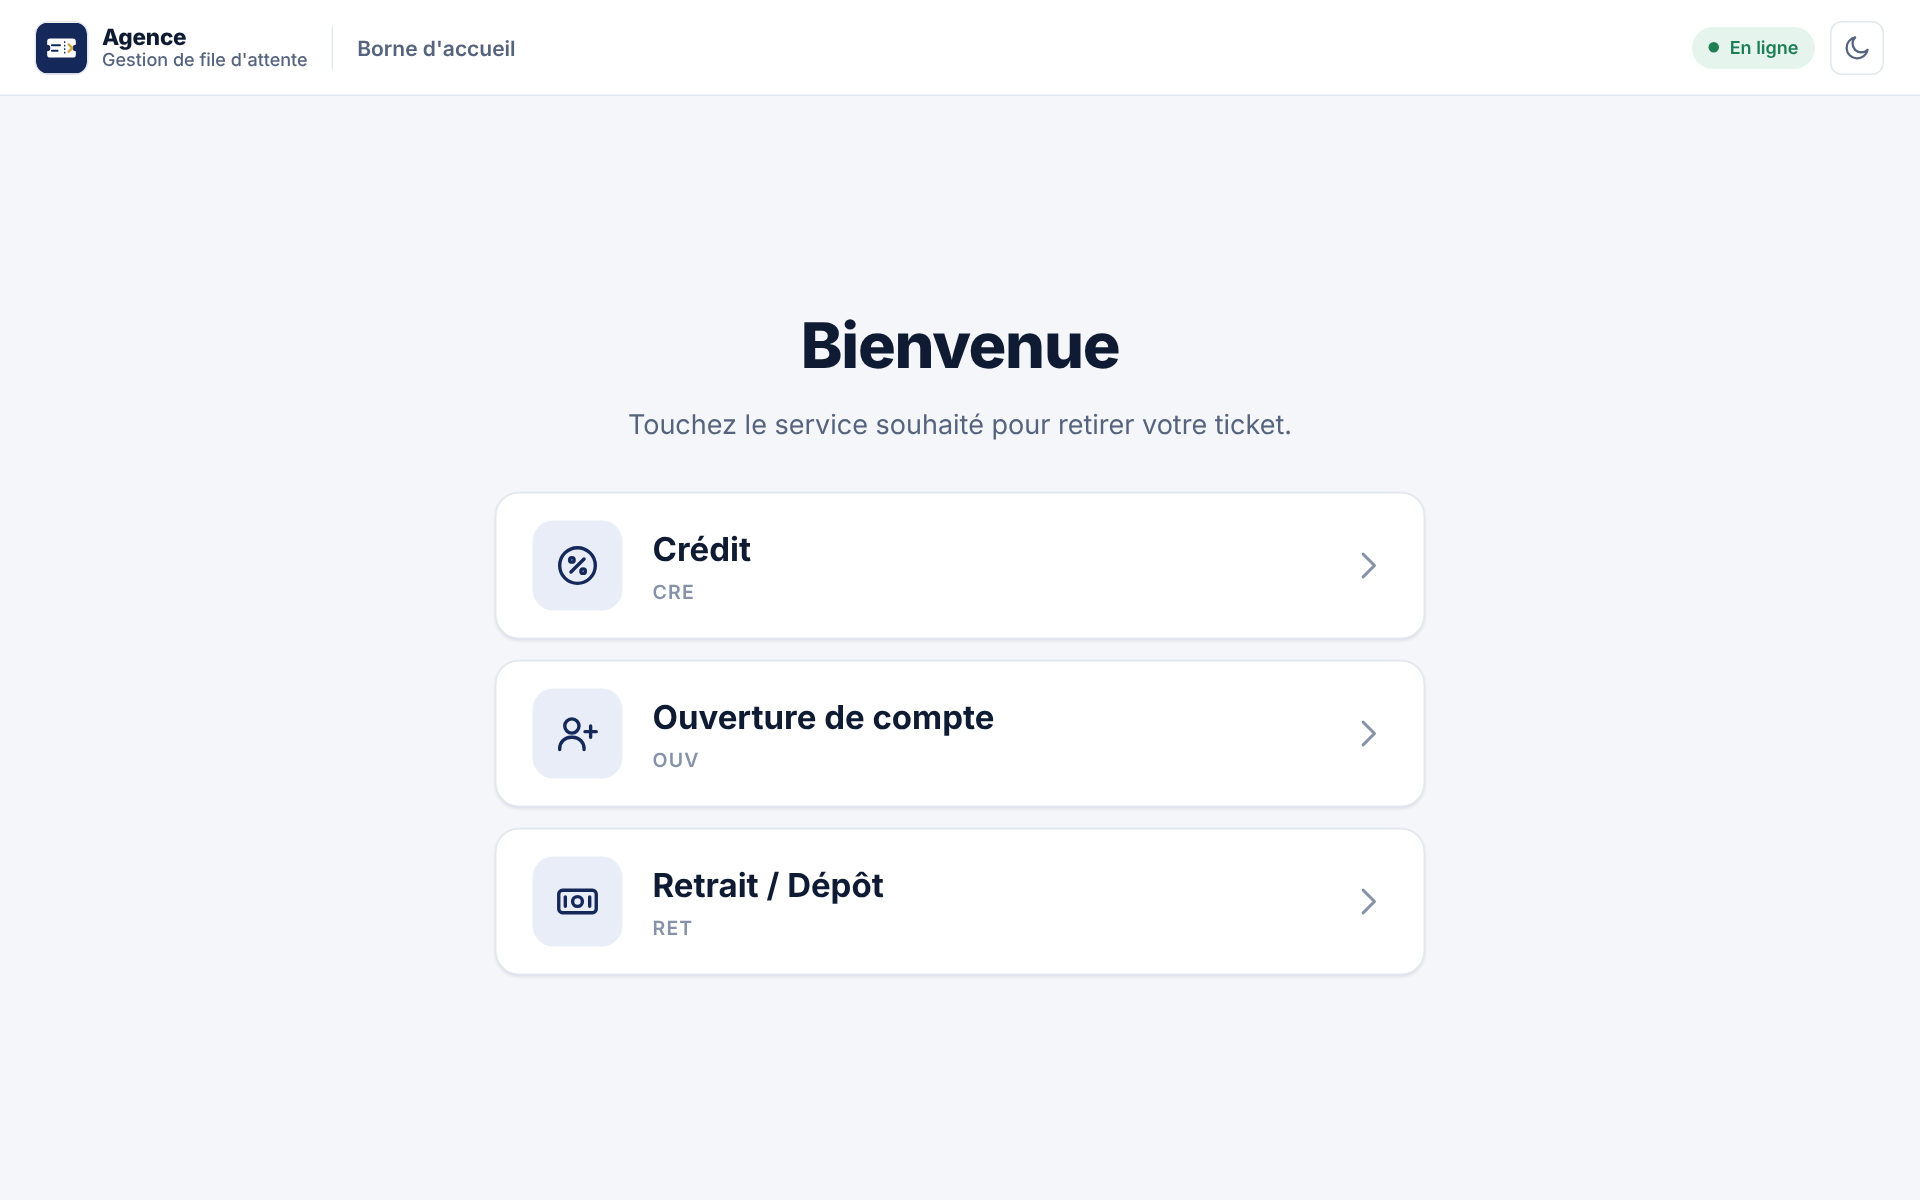 Agence
Gestion de file d'attente
Borne d'accueil
En ligne
Bienvenue
Touchez le service souhaité pour retirer votre ticket.
Crédit
CRE
Ouverture de compte
OUV
Retrait / Dépôt
RET